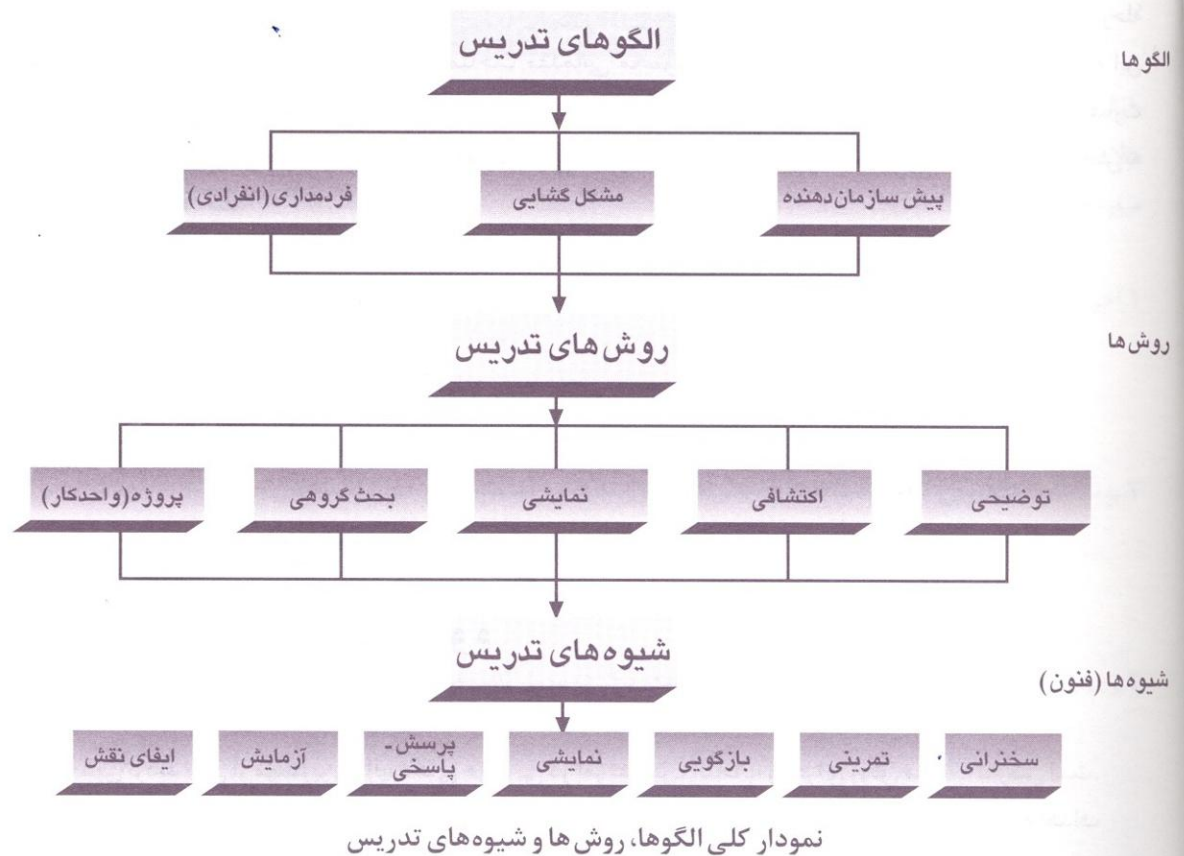 الگوهای تدریس
الگوها
پیش سازمان‌دهنده
مشکل گشایی
فردمداری (انفرادی)
روش‌های تدریس
روش‌ها
توضیحی
اکتشافی
نمایشی
بحث گروهی
پروژه (واحدکار)
شیوه‌های تدریس
شیوه‌ها (فنون)
سخنرانی
تمرینی
بازگویی
نمایشی
پرسش ـ
پاسخی
آزمایش
ایفای نقش
نمودار کلی الگوها، روش‌ها و شیوه‌های تدریس